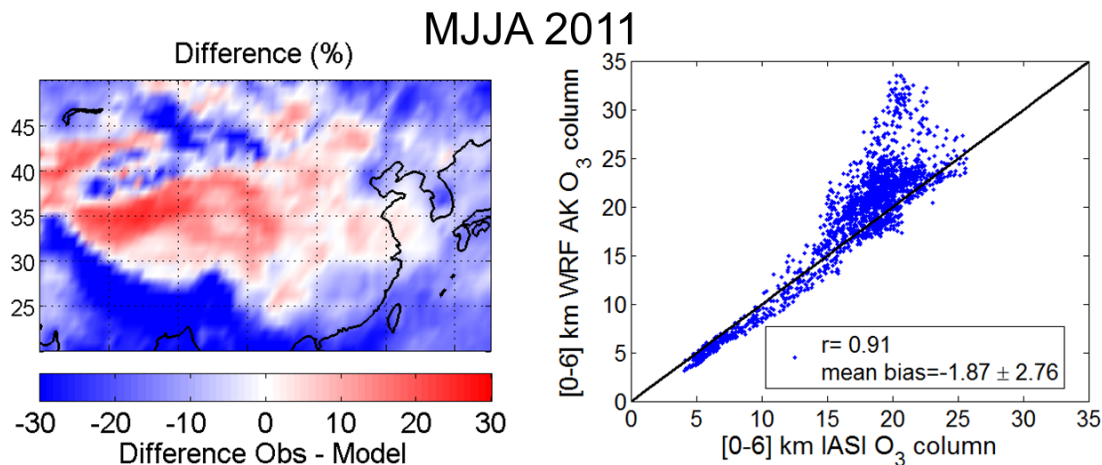 MJJA 2011
Difference (%)
45
40
35
30
25
-30 -20 -10 0 10 20 30
Difference Obs - Model
[0-6] km WRF AK O3 column
35
30
25
20
15
10
5
0
r= 0.91
mean bias=-1.87 ± 2.76
0 5 10 15 20 25 30 35
[0-6] km IASI O3 column